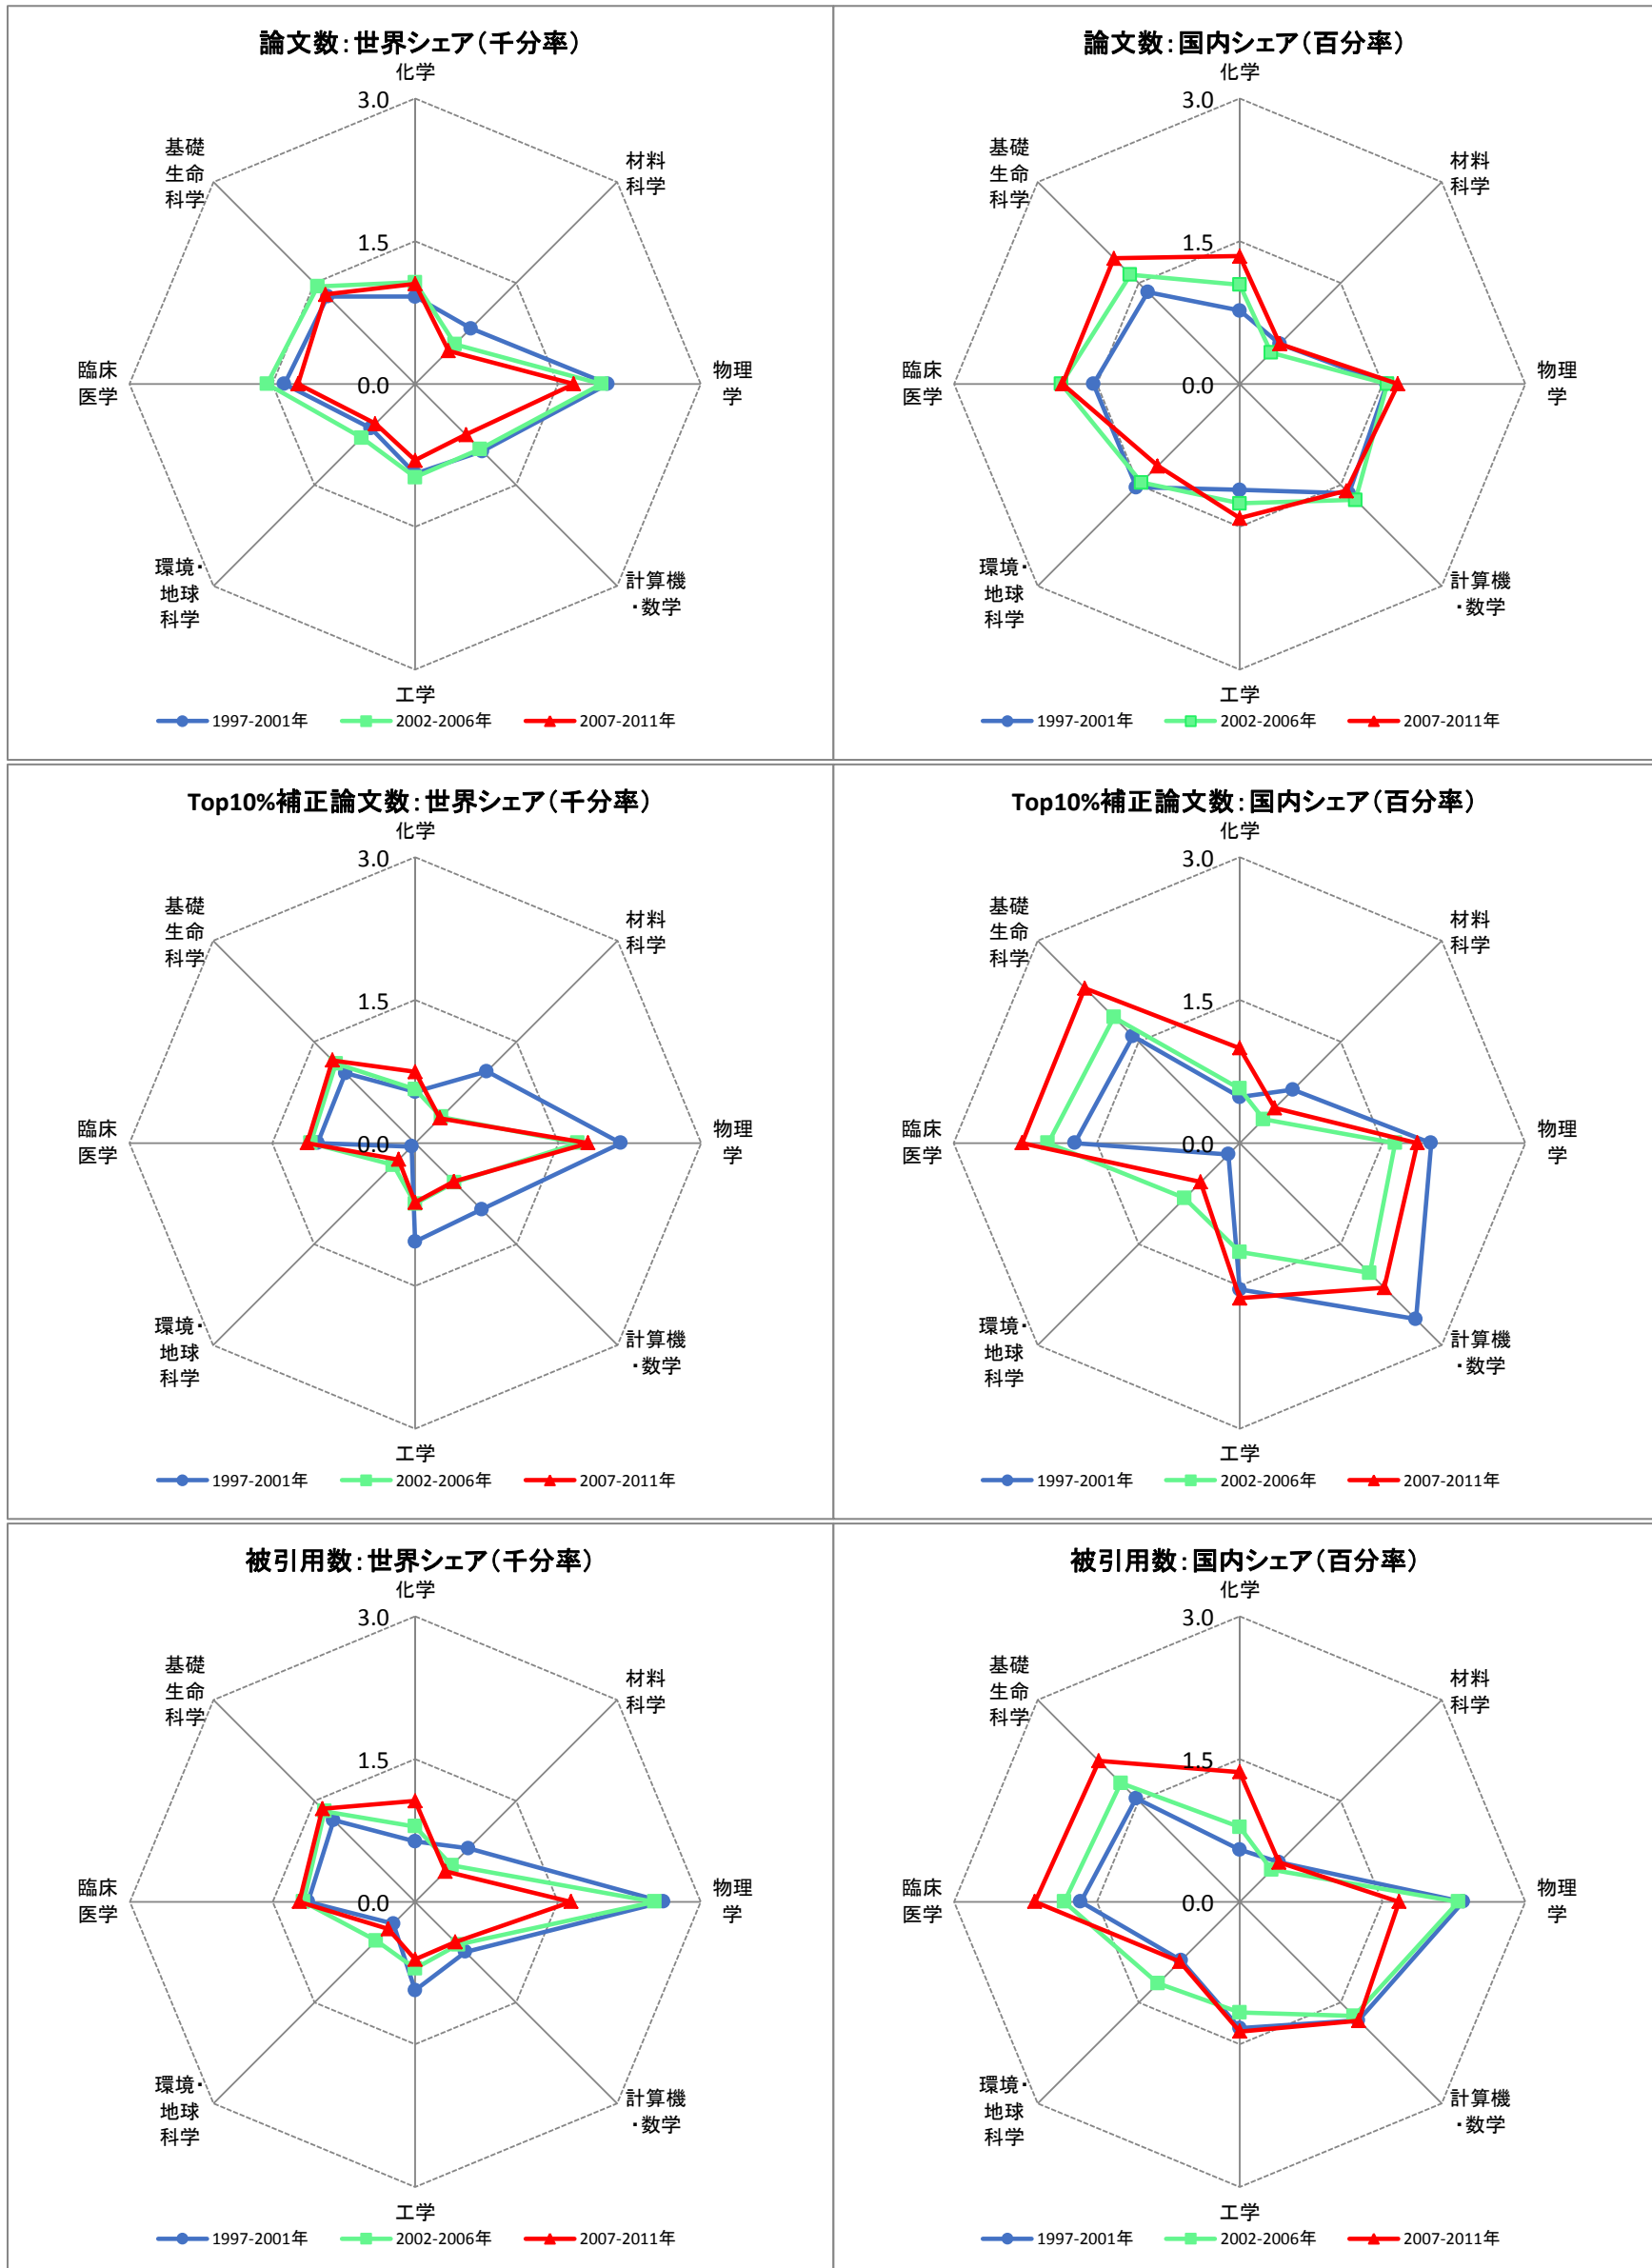 論文数：世界シェア（千分率）
化学
3.0
基礎
生命
科学
材料
科学
1.5
臨床
医学
0.0
物理
学
環境・
地球
科学
計算機
・数学
工学
1997-2001年
2002-2006年
2007-2011年
論文数：国内シェア（百分率）
化学
3.0
基礎
生命
科学
材料
科学
1.5
臨床
医学
0.0
物理
学
環境・
地球
科学
計算機
・数学
工学
1997-2001年
2002-2006年
2007-2011年
Top10%補正論文数：世界シェア（千分率）
化学
3.0
基礎
生命
科学
材料
科学
1.5
臨床
医学
0.0
物理
学
環境・
地球
科学
計算機
・数学
工学
1997-2001年
2002-2006年
2007-2011年
Top10%補正論文数：国内シェア（百分率）
化学
3.0
基礎
生命
科学
材料
科学
1.5
臨床
医学
0.0
物理
学
環境・
地球
科学
計算機
・数学
工学
1997-2001年
2002-2006年
2007-2011年
被引用数：世界シェア（千分率）
化学
3.0
基礎
生命
科学
材料
科学
1.5
臨床
医学
0.0
物理
学
環境・
地球
科学
計算機
・数学
工学
1997-2001年
2002-2006年
2007-2011年
被引用数：国内シェア（百分率）
化学
3.0
基礎
生命
科学
材料
科学
1.5
臨床
医学
0.0
物理
学
環境・
地球
科学
計算機
・数学
工学
1997-2001年
2002-2006年
2007-2011年